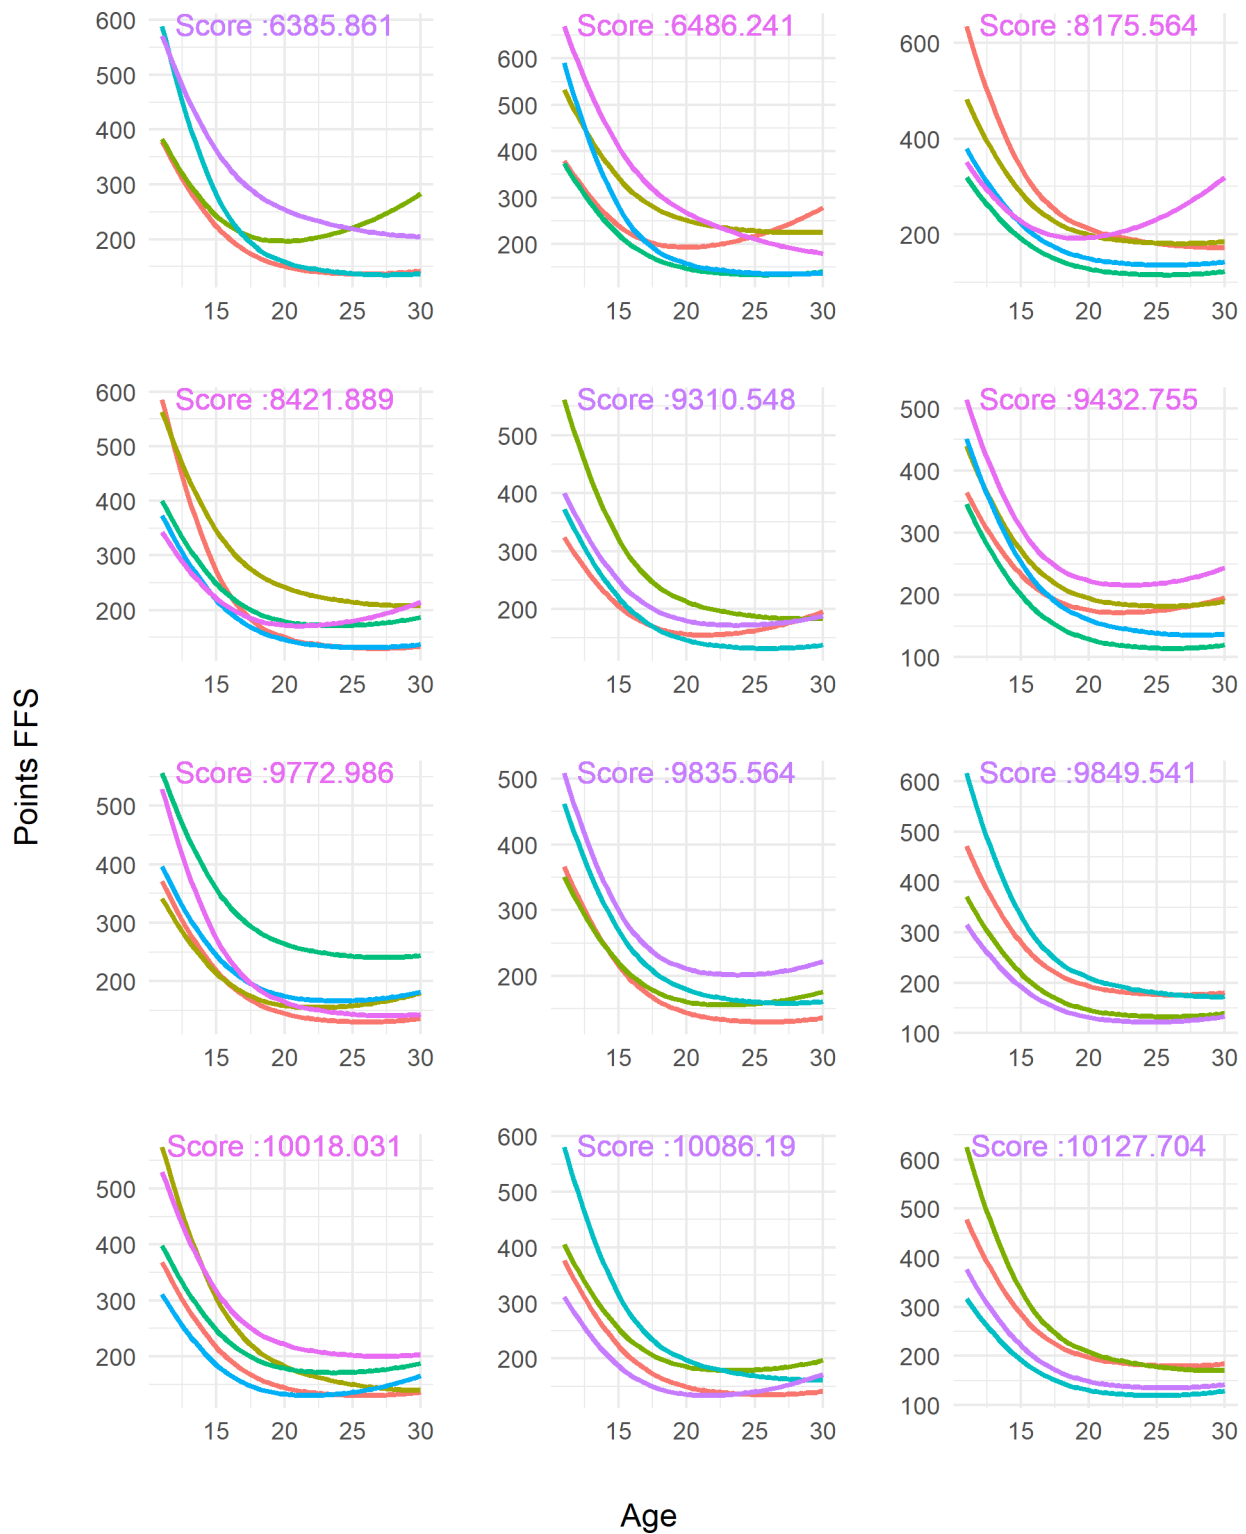 Score :6385.861
600
500
400
300
200
15 20 25 30
Score :6486.241
600
500
400
300
200
15 20 25 30
Score :8175.564
600
400
200
15 20 25 30
Score :8421.889
600
500
400
300
200
15 20 25 30
Score :9310.548
500
400
300
200
15 20 25 30
Score :9432.755
500
400
300
200
100
15 20 25 30
Points FFS
Score :9772.986
500
400
300
200
15 20 25 30
Score :9835.564
500
400
300
200
15 20 25 30
Score :9849.541
600
500
400
300
200
100
15 20 25 30
Score :10018.031
500
400
300
200
15 20 25 30
Score :10086.19
600
500
400
300
200
15 20 25 30
Score :10127.704
600
500
400
300
200
100
15 20 25 30
Age